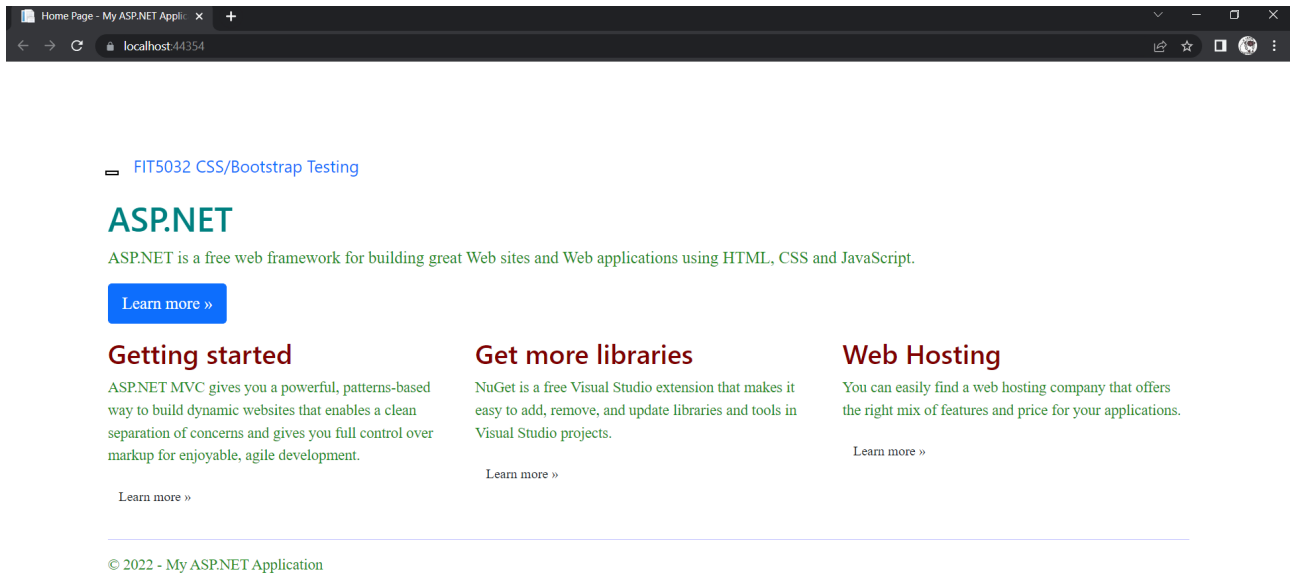 Home Page - My ASP.NET Applic
localhost:44354
FIT5032 CSS/Bootstrap Testing
ASP.NET
ASP.NET is a free web framework for building great Web sites and Web applications using HTML, CSS and JavaScript.
Learn more »
Getting started
ASP.NET MVC gives you a powerful, patterns-based
way to build dynamic websites that enables a clean
separation of concerns and gives you full control over
markup for enjoyable, agile development.
Learn more »
Get more libraries
NuGet is a free Visual Studio extension that makes it
easy to add, remove, and update libraries and tools in
Visual Studio projects.
Learn more »
Web Hosting
You can easily find a web hosting company that offers
the right mix of features and price for your applications.
Learn more »
© 2022 - My ASP.NET Application